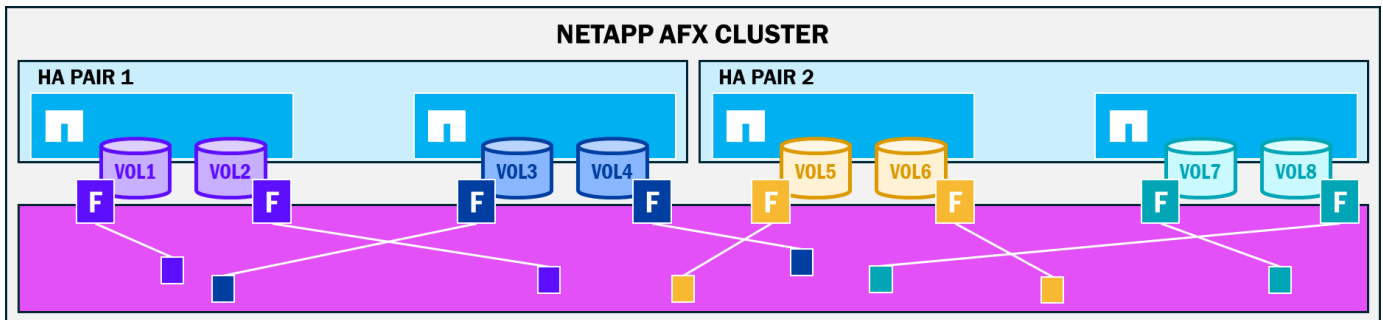 NETAPP AFX CLUSTER
HA PAIR 1
HA PAIR 2
VOL1
VOL2
VOL3
VOL4
VOL5
VOL6
VOL7
VOL8
F
F
F
F
F
F
F
F